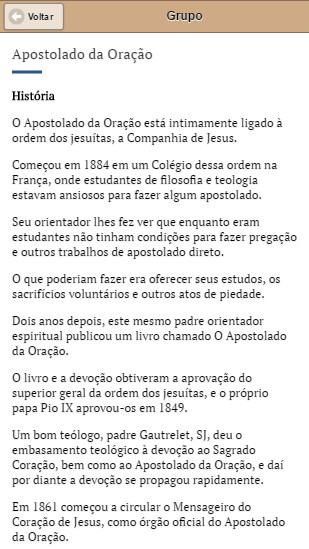 Voltar
Grupo
Apostolado da Oração
História
O Apostolado da Oração está intimamente ligado à
ordem dos jesuítas, a Companhia de Jesus.
Começou em 1884 em um Colégio dessa ordem na
França, onde estudantes de filosofia e teologia
estavam ansiosos para fazer algum apostolado.
Seu orientador lhes fez ver que enquanto eram
estudantes não tinham condições para fazer pregação
e outros trabalhos de apostolado direto.
O que poderiam fazer era oferecer seus estudos, os
sacrifícios voluntários e outros atos de piedade.
Dois anos depois, este mesmo padre orientador
espiritual publicou um livro chamado O Apostolado
da Oração.
O livro e a devoção obtiveram a aprovação do
superior geral da ordem dos jesuítas, e o próprio
papa Pio IX aprovou-os em 1849.
Um bom teólogo, padre Gautrelet, SJ, deu o
embasamento teológico à devoção ao Sagrado
Coração, bem como ao Apostolado da Oração, e daí
por diante a devoção se propagou rapidamente.
Em 1861 começou a circular o Mensageiro do
Coração de Jesus, como órgão oficial do Apostolado
da Oração.